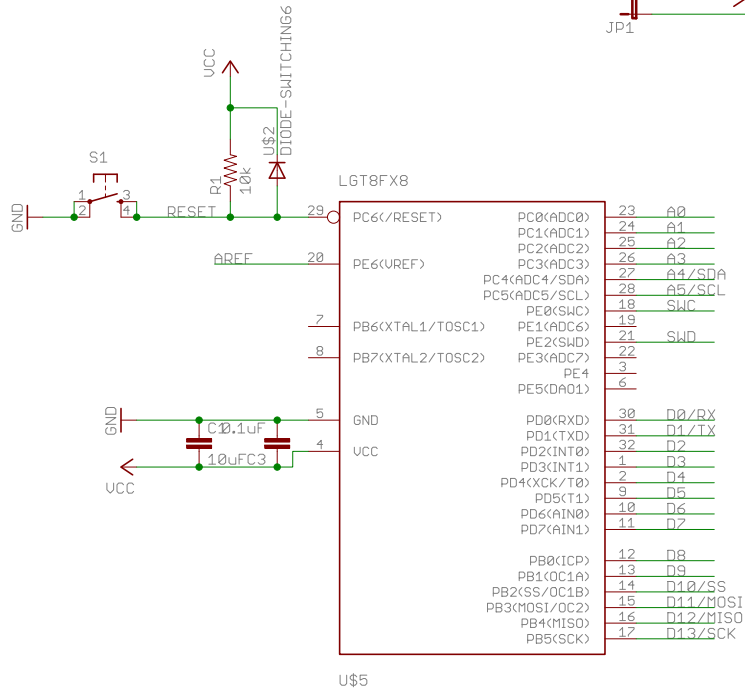 JP1
VCC
U$2
DIODE-SWITCHING6
S1
R1
10k
LGT8FX8
1 3
2 4
GND
RESET
29 PC6(/RESET)
AREF
20 PE6(VREF)
7 PB6(XTAL1/TOSC1)
8 PB7(XTAL2/TOSC2)
GND
5 GND
C1 0.1uF
4 VCC
10uF C3
VCC
PC0(ADC0) 23 A0
PC1(ADC1) 24 A1
PC2(ADC2) 25 A2
PC3(ADC3) 26 A3
PC4(ADC4/SDA) 27 A4/SDA
PC5(ADC5/SCL) 28 A5/SCL
PE0(SWC) 18 SWC
PE1(ADC6) 19
PE2(SWD) 21 SWD
PE3(ADC7) 22
PE4 3
PE5(DAO1) 6
PD0(RXD) 30 D0/RX
PD1(TXD) 31 D1/TX
PD2(INT0) 32 D2
PD3(INT1) 1 D3
PD4(XCK/T0) 2 D4
PD5(T1) 9 D5
PD6(AIN0) 10 D6
PD7(AIN1) 11 D7
PB0(ICP) 12 D8
PB1(OC1A) 13 D9
PB2(SS/OC1B) 14 D10/SS
PB3(MOSI/OC2) 15 D11/MOSI
PB4(MISO) 16 D12/MISO
PB5(SCK) 17 D13/SCK
U$5